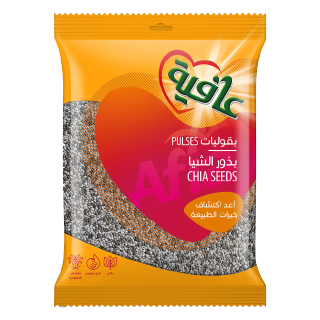 عافية
بقوليات PULSES
بذور الشيا
CHIA SEEDS
أعد اكتشاف
خيرات الطبيعة